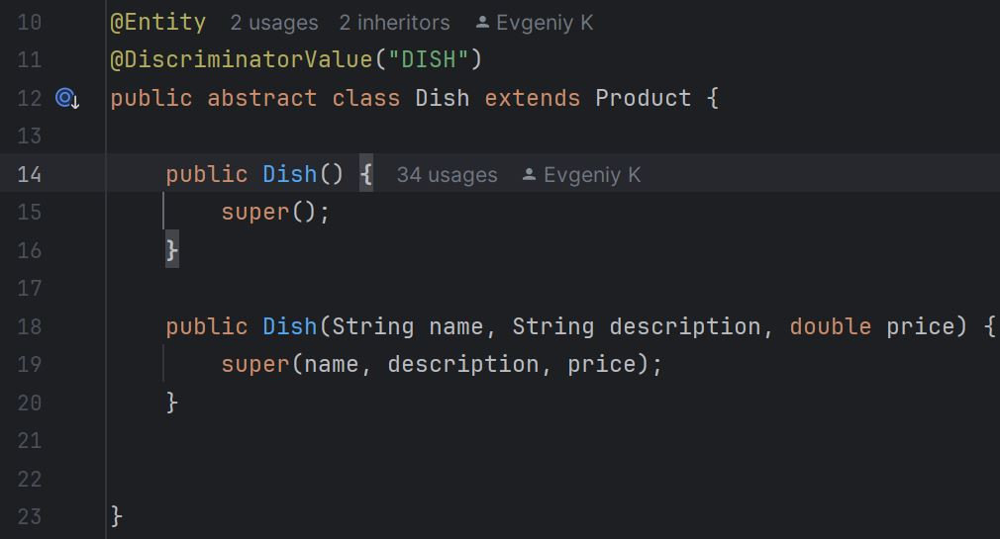 10 @Entity 2 usages 2 inheritors Evgeniy K
11 @DiscriminatorValue("DISH")
12 public abstract class Dish extends Product {
13
14 public Dish() { 34 usages Evgeniy K
15 super();
16 }
17
18 public Dish(String name, String description, double price) {
19 super(name, description, price);
20 }
21
22
23 }